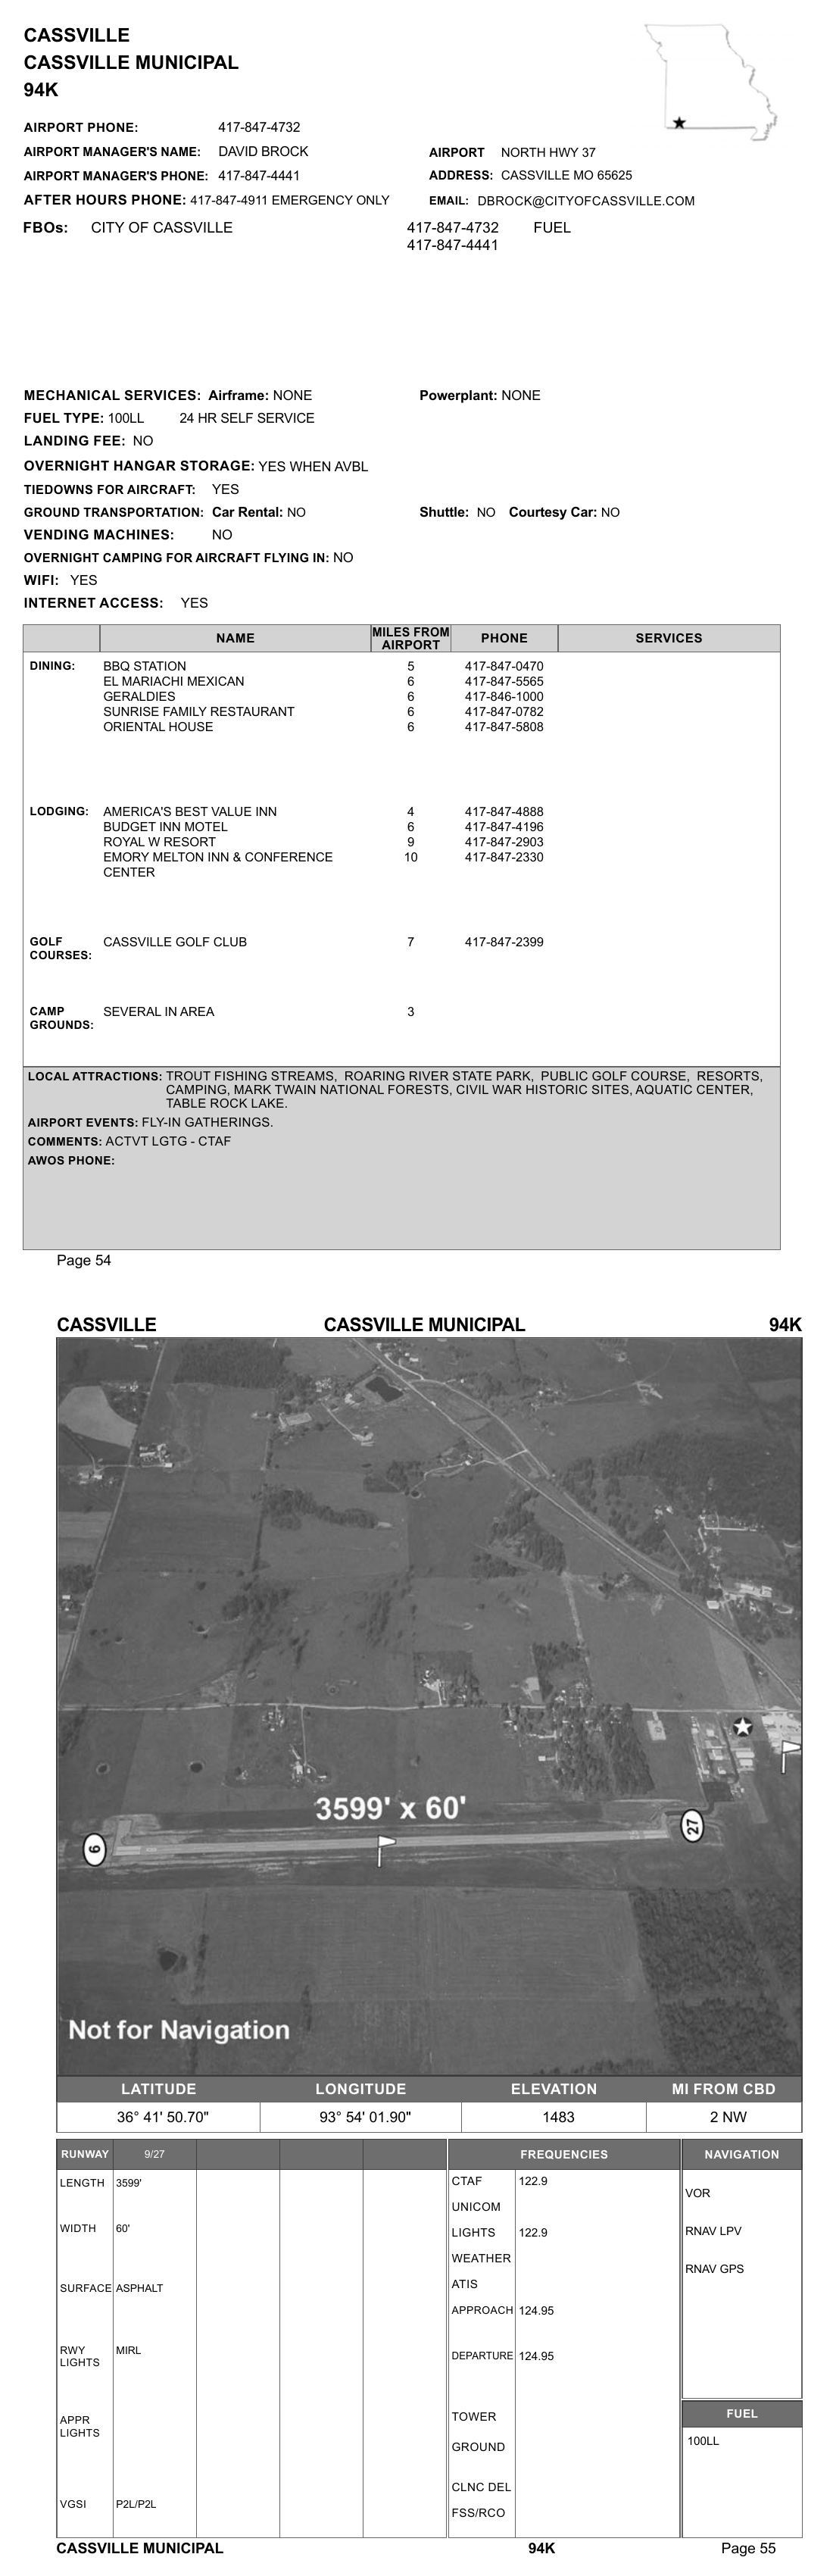 CASSVILLE
CASSVILLE MUNICIPAL
94K
AIRPORT PHONE: 417-847-4732
AIRPORT MANAGER'S NAME: DAVID BROCK
AIRPORT NORTH HWY 37
AIRPORT MANAGER'S PHONE: 417-847-4441
ADDRESS: CASSVILLE MO 65625
AFTER HOURS PHONE: 417-847-4911 EMERGENCY ONLY
EMAIL: DBROCK@CITYOFCASSVILLE.COM
FBOs: CITY OF CASSVILLE 417-847-4732 FUEL
417-847-4441
MECHANICAL SERVICES: Airframe: NONE Powerplant: NONE
FUEL TYPE: 100LL 24 HR SELF SERVICE
LANDING FEE: NO
OVERNIGHT HANGAR STORAGE: YES WHEN AVBL
TIEDOWNS FOR AIRCRAFT: YES
GROUND TRANSPORTATION: Car Rental: NO Shuttle: NO Courtesy Car: NO
VENDING MACHINES: NO
OVERNIGHT CAMPING FOR AIRCRAFT FLYING IN: NO
WIFI: YES
INTERNET ACCESS: YES
NAME MILES FROM AIRPORT PHONE SERVICES
DINING: BBQ STATION 5 417-847-0470
EL MARIACHI MEXICAN 6 417-847-5565
GERALDIES 6 417-846-1000
SUNRISE FAMILY RESTAURANT 6 417-847-0782
ORIENTAL HOUSE 6 417-847-5808
LODGING: AMERICA'S BEST VALUE INN 4 417-847-4888
BUDGET INN MOTEL 6 417-847-4196
ROYAL W RESORT 9 417-847-2903
EMORY MELTON INN & CONFERENCE 10 417-847-2330
CENTER
GOLF COURSES: CASSVILLE GOLF CLUB 7 417-847-2399
CAMP GROUNDS: SEVERAL IN AREA 3
LOCAL ATTRACTIONS: TROUT FISHING STREAMS, ROARING RIVER STATE PARK, PUBLIC GOLF COURSE, RESORTS,
CAMPING, MARK TWAIN NATIONAL FORESTS, CIVIL WAR HISTORIC SITES, AQUATIC CENTER,
TABLE ROCK LAKE.
AIRPORT EVENTS: FLY-IN GATHERINGS.
COMMENTS: ACTVT LGTG - CTAF
AWOS PHONE:
Page 54
CASSVILLE CASSVILLE MUNICIPAL 94K
3599' x 60'
9
27
Not for Navigation
LATITUDE LONGITUDE ELEVATION MI FROM CBD
36° 41' 50.70" 93° 54' 01.90" 1483 2 NW
RUNWAY 9/27
LENGTH 3599'
WIDTH 60'
SURFACE ASPHALT
RWY LIGHTS MIRL
APPR LIGHTS
VGSI P2L/P2L
FREQUENCIES
CTAF 122.9
UNICOM
LIGHTS 122.9
WEATHER
ATIS
APPROACH 124.95
DEPARTURE 124.95
TOWER
GROUND
CLNC DEL
FSS/RCO
NAVIGATION
VOR
RNAV LPV
RNAV GPS
FUEL
100LL
CASSVILLE MUNICIPAL 94K Page 55